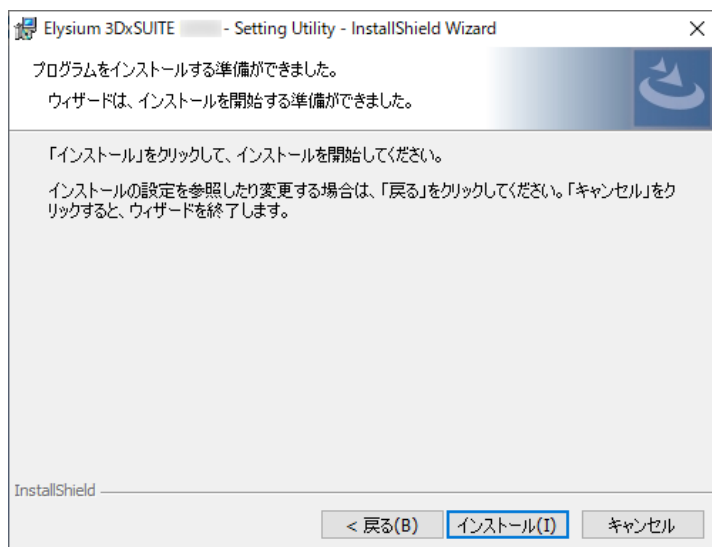 Elysium 3DxSUITE - Setting Utility - InstallShield Wizard
プログラムをインストールする準備ができました。
ウィザードは、インストールを開始する準備ができました。
「インストール」をクリックして、インストールを開始してください。
インストールの設定を参照したり変更する場合は、「戻る」をクリックしてください。「キャンセル」をク
リックすると、ウィザードを終了します。
InstallShield
< 戻る(B) インストール(I) キャンセル